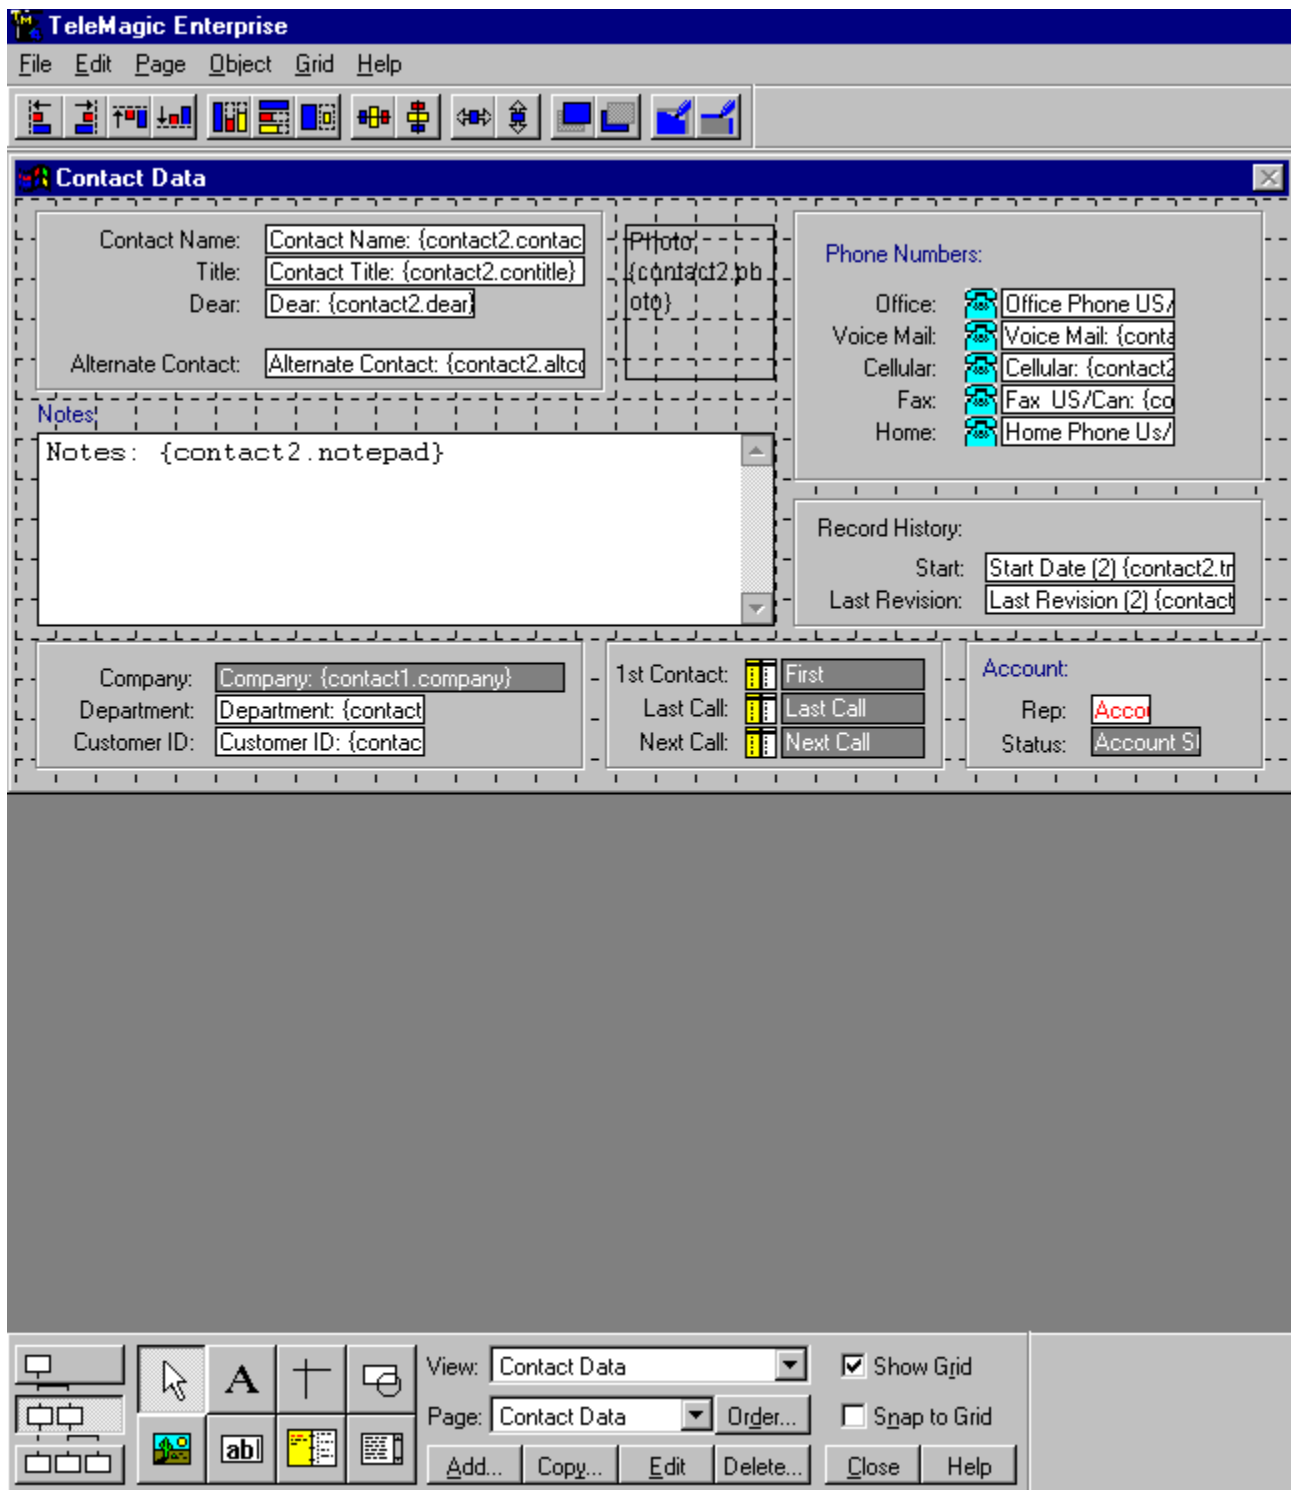 TeleMagic Enterprise
File Edit Page Object Grid Help
Contact Data
Contact Name: Contact Name: {contact2.contac
Title: Contact Title: {contact2.contitle}
Dear: Dear: {contact2.dear}
Alternate Contact: Alternate Contact: {contact2.altco
Photo
{contact2.ph
oto}
Phone Numbers:
Office: Office Phone US/
Voice Mail: Voice Mail: {conta
Cellular: Cellular: {contact2
Fax: Fax US/Can: {co
Home: Home Phone Us/
Notes:
Notes: {contact2.notepad}
Record History:
Start: Start Date (2) {contact2.tr
Last Revision: Last Revision (2) {contact
Company: Company: {contact1.company}
Department: Department: {contact
Customer ID: Customer ID: {contac
1st Contact: First
Last Call: Last Call
Next Call: Next Call
Account:
Rep: Accou
Status: Account St
View: Contact Data
Page: Contact Data Order...
Add... Copy... Edit Delete...
Show Grid
Snap to Grid
Close Help
A
ab